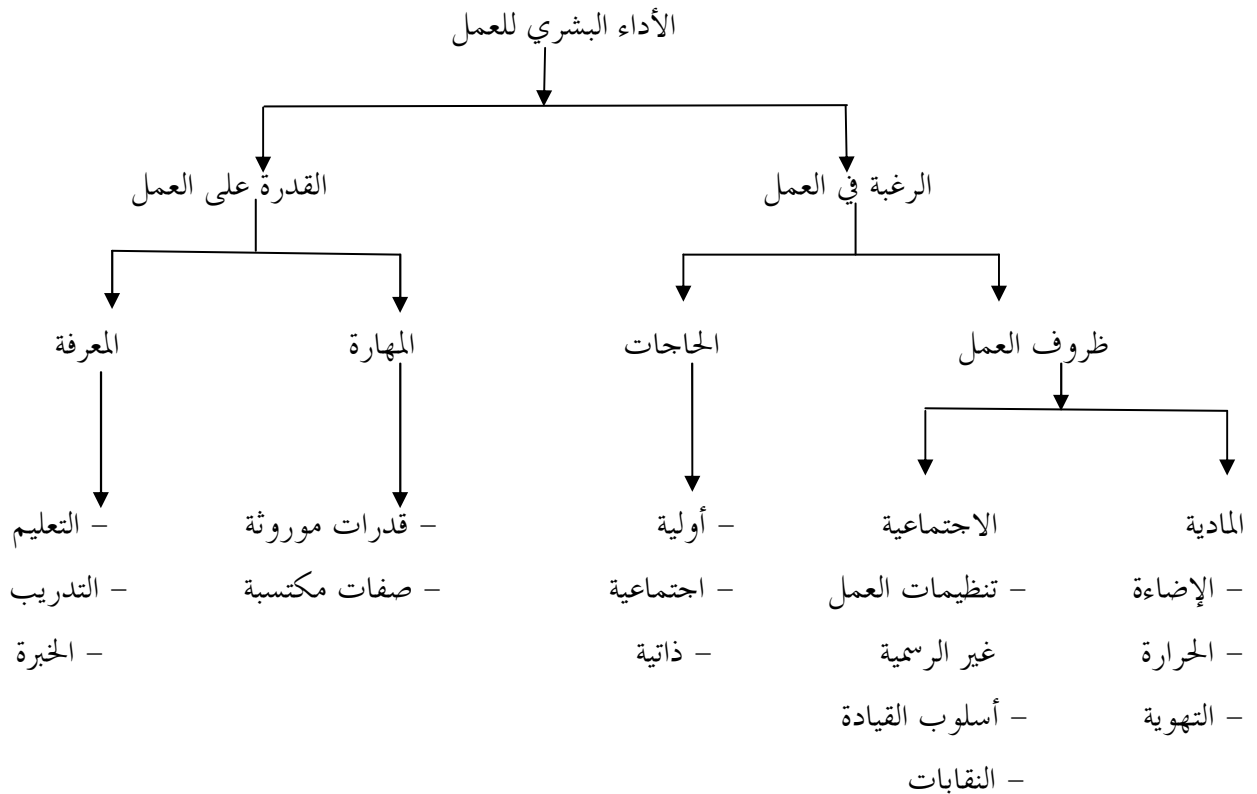 الأداء البشري للعمل
الرغبة في العمل
القدرة على العمل
ظروف العمل
الحاجات
المهارة
المعرفة
المادية
– الإضاءة
– الحرارة
– التهوية
الاجتماعية
– تنظيمات العمل
غير الرسمية
– أسلوب القيادة
– النقابات
– أولية
– اجتماعية
– ذاتية
– قدرات موروثة
– صفات مكتسبة
– التعليم
– التدريب
– الخبرة